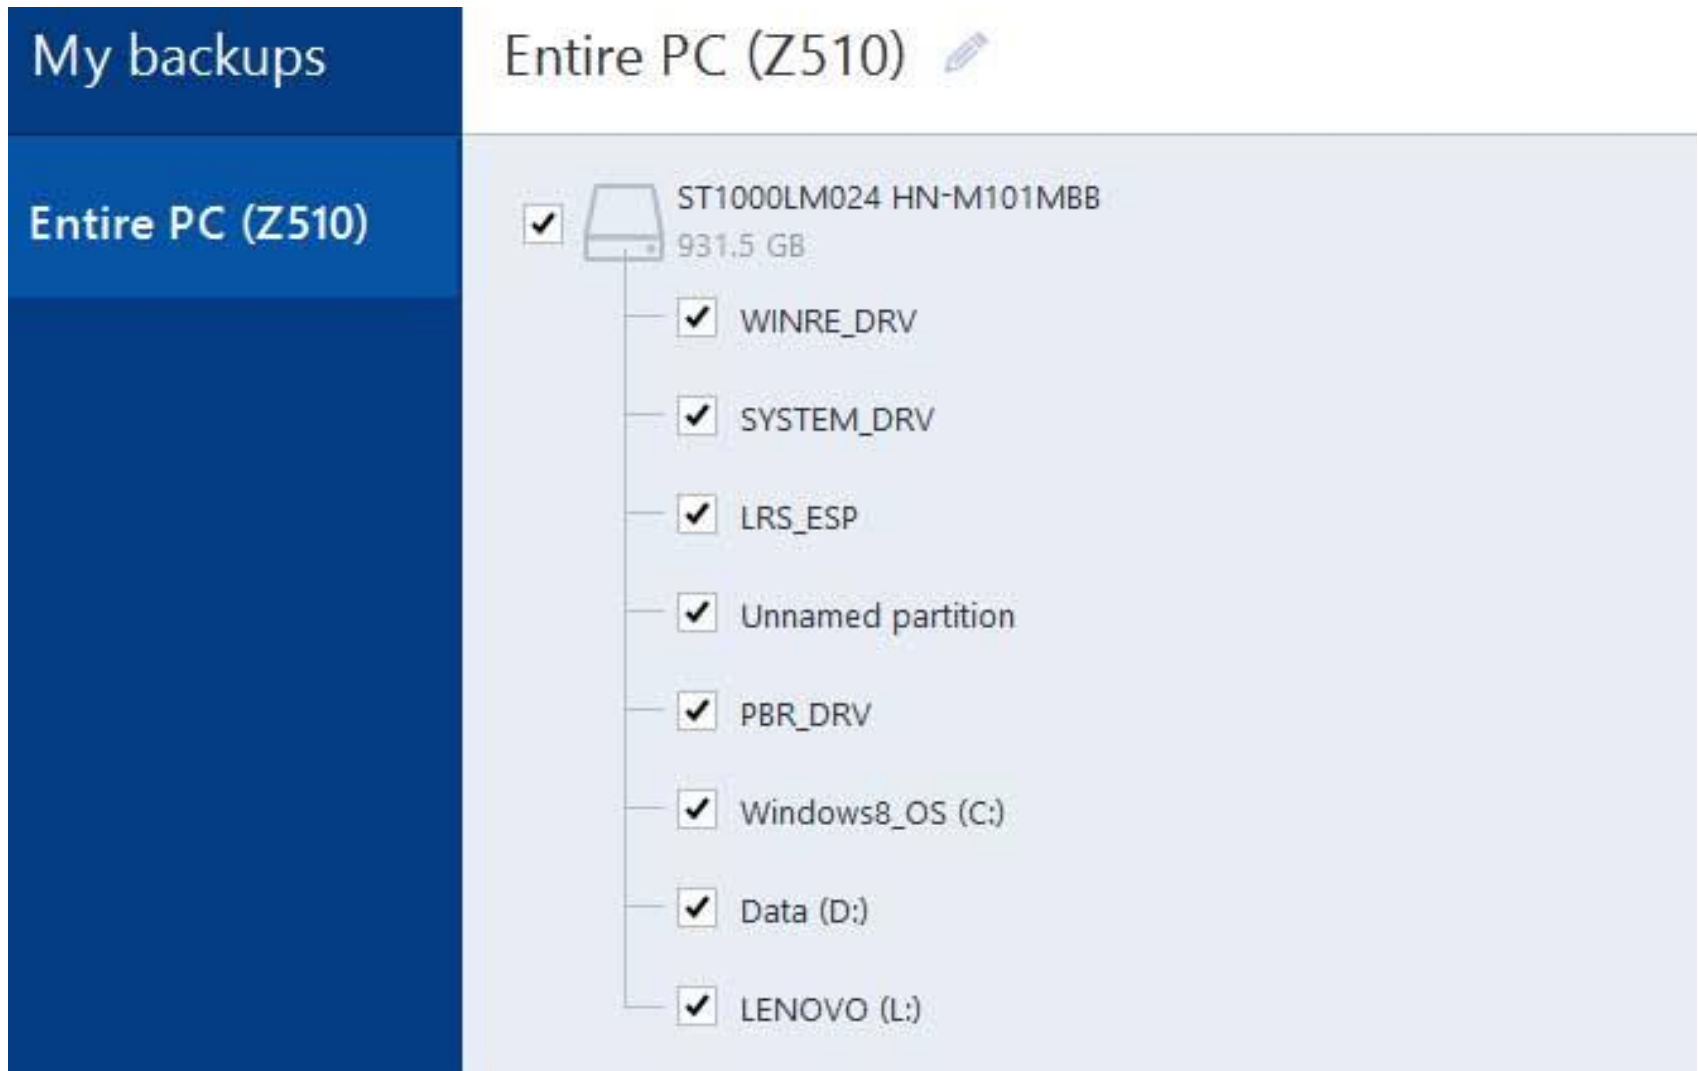 My backups
Entire PC (Z510)
Entire PC (Z510)
ST1000LM024 HN-M101MBB
931.5 GB
WINRE_DRV
SYSTEM_DRV
LRS_ESP
Unnamed partition
PBR_DRV
Windows8_OS (C:)
Data (D:)
LENOVO (L:)